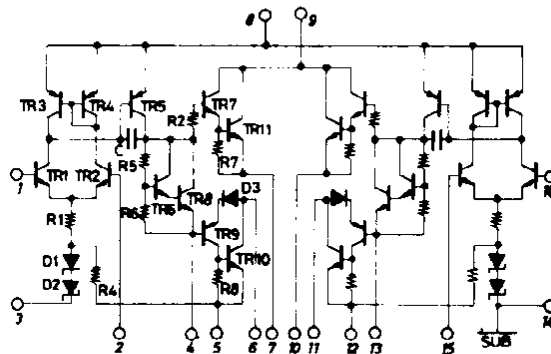 8 9
TR3 TR4 TR5 R2 TR7
TR11
C R5 R7
1 TR1 TR2 TR6 TR8 D3 16
R1 R6 TR9
D1 TR10
D2 R4 R8
3 2 4 5 6 7 10 11 12 13 15 SUB 14